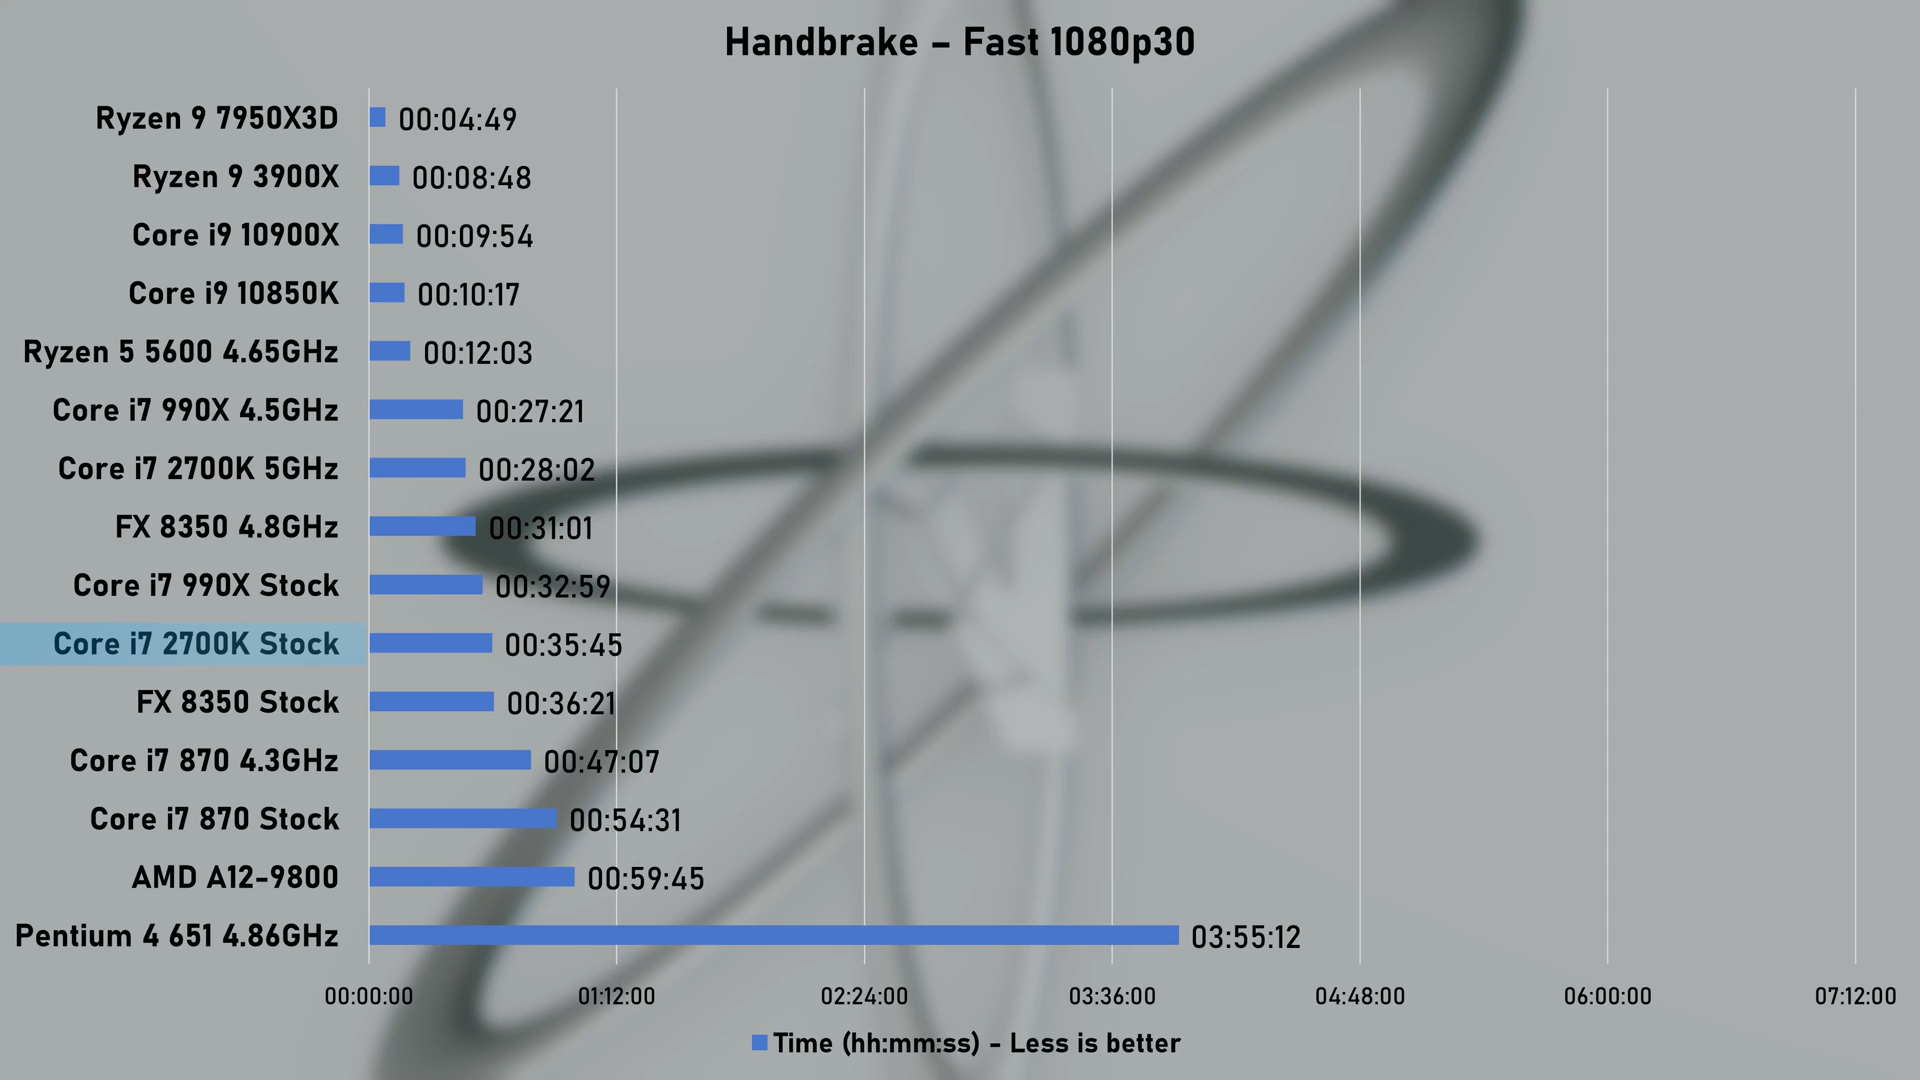 Handbrake – Fast 1080p30
Ryzen 9 7950X3D 00:04:49
Ryzen 9 3900X 00:08:48
Core i9 10900X 00:09:54
Core i9 10850K 00:10:17
Ryzen 5 5600 4.65GHz 00:12:03
Core i7 990X 4.5GHz 00:27:21
Core i7 2700K 5GHz 00:28:02
FX 8350 4.8GHz 00:31:01
Core i7 990X Stock 00:32:59
Core i7 2700K Stock 00:35:45
FX 8350 Stock 00:36:21
Core i7 870 4.3GHz 00:47:07
Core i7 870 Stock 00:54:31
AMD A12-9800 00:59:45
Pentium 4 651 4.86GHz 03:55:12
00:00:00 01:12:00 02:24:00 03:36:00 04:48:00 06:00:00 07:12:00
Time (hh:mm:ss) - Less is better